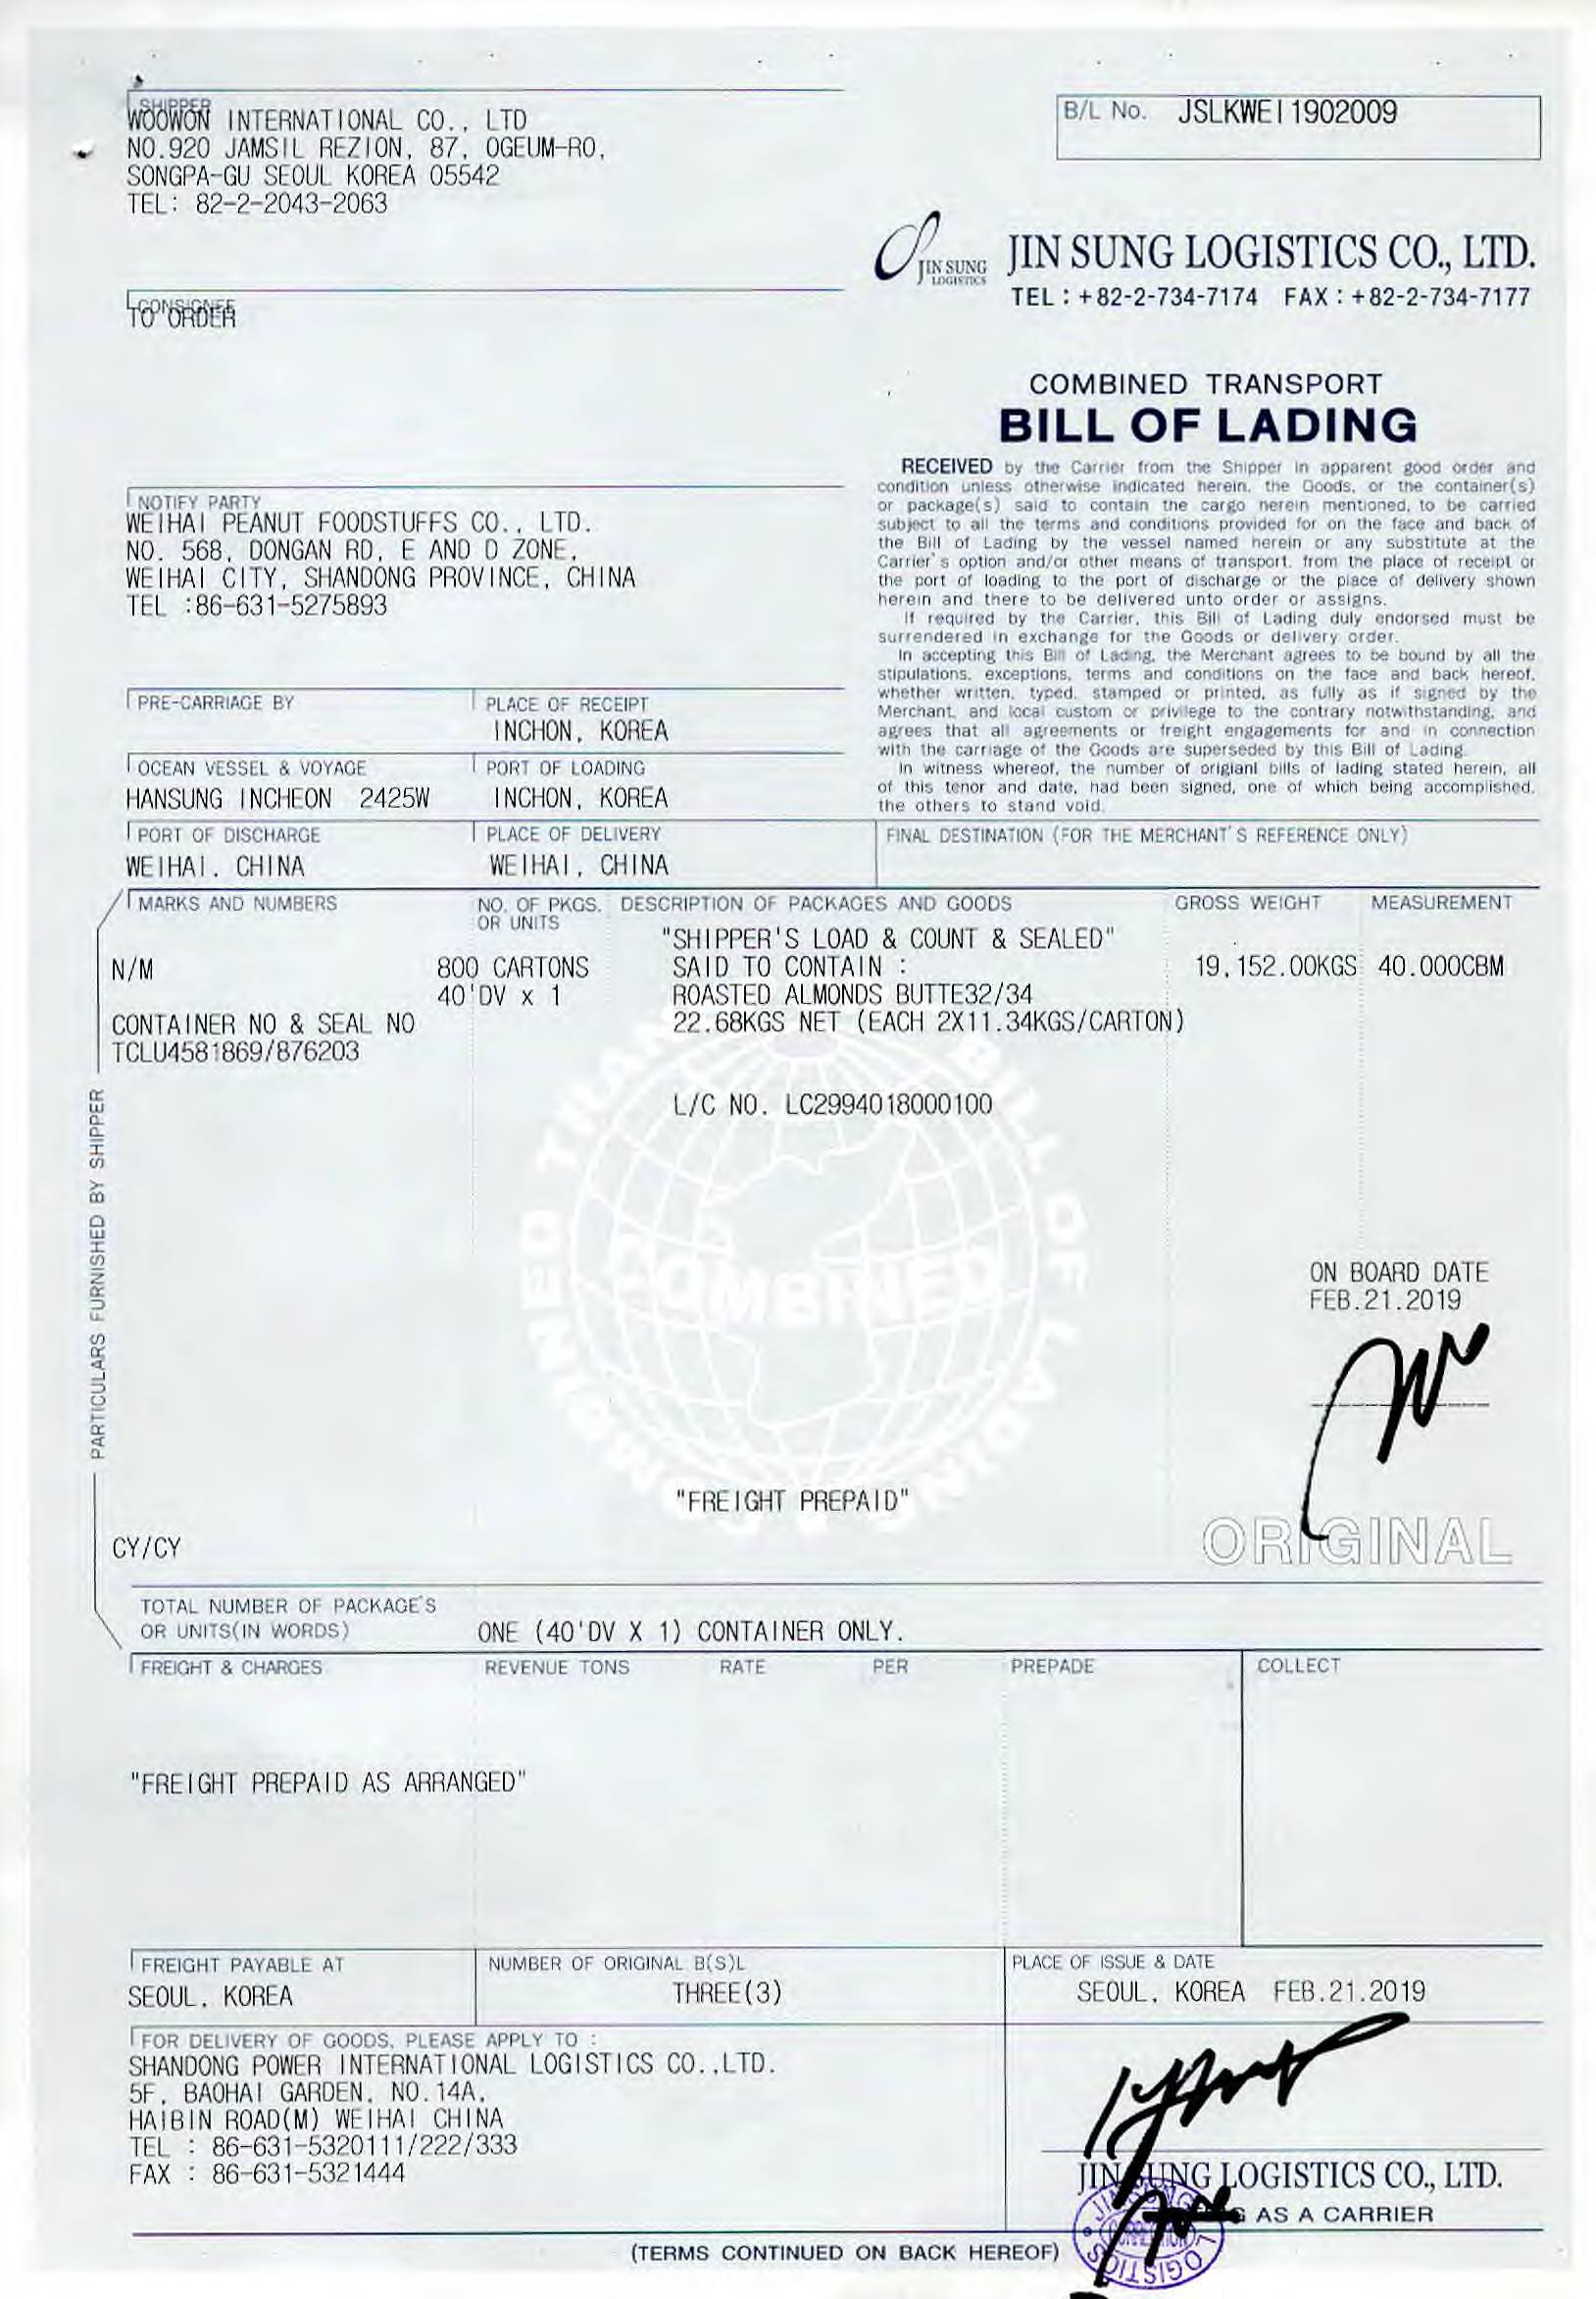 SHIPPER
WOOWON INTERNATIONAL CO., LTD
NO.920 JAMSIL REZION, 87, OGEUM-RO,
SONGPA-GU SEOUL KOREA 05542
TEL: 82-2-2043-2063
B/L No. JSLKWEI1902009
JIN SUNG
LOGISTICS
JIN SUNG LOGISTICS CO., LTD.
TEL : +82-2-734-7174 FAX : +82-2-734-7177
CONSIGNEE
TO ORDER
COMBINED TRANSPORT
BILL OF LADING
RECEIVED by the Carrier from the Shipper in apparent good order and
condition unless otherwise indicated herein, the Goods, or the container(s)
or package(s) said to contain the cargo herein mentioned, to be carried
subject to all the terms and conditions provided for on the face and back of
the Bill of Lading by the vessel named herein or any substitute at the
Carrier's option and/or other means of transport, from the place of receipt or
the port of loading to the port of discharge or the place of delivery shown
herein and there to be delivered unto order or assigns.
If required by the Carrier, this Bill of Lading duly endorsed must be
surrendered in exchange for the Goods or delivery order.
In accepting this Bill of Lading, the Merchant agrees to be bound by all the
stipulations, exceptions, terms and conditions on the face and back hereof,
whether written, typed, stamped or printed, as fully as if signed by the
Merchant, and local custom or privilege to the contrary notwithstanding, and
agrees that all agreements or freight engagements for and in connection
with the carriage of the Goods are superseded by this Bill of Lading.
In witness whereof, the number of origianl bills of lading stated herein, all
of this tenor and date, had been signed, one of which being accomplished,
the others to stand void.
NOTIFY PARTY
WEIHAI PEANUT FOODSTUFFS CO., LTD.
NO. 568, DONGAN RD, E AND D ZONE,
WEIHAI CITY, SHANDONG PROVINCE, CHINA
TEL :86-631-5275893
PRE-CARRIAGE BY
PLACE OF RECEIPT
INCHON, KOREA
OCEAN VESSEL & VOYAGE
HANSUNG INCHEON 2425W
PORT OF LOADING
INCHON, KOREA
PORT OF DISCHARGE
WEIHAI, CHINA
PLACE OF DELIVERY
WEIHAI, CHINA
FINAL DESTINATION (FOR THE MERCHANT'S REFERENCE ONLY)
MARKS AND NUMBERS
NO. OF PKGS. OR UNITS
DESCRIPTION OF PACKAGES AND GOODS
GROSS WEIGHT
MEASUREMENT
"SHIPPER'S LOAD & COUNT & SEALED"
N/M 800 CARTONS SAID TO CONTAIN : 19,152.00KGS 40.000CBM
40'DV x 1 ROASTED ALMONDS BUTTE32/34
CONTAINER NO & SEAL NO 22.68KGS NET (EACH 2X11.34KGS/CARTON)
TCLU4581869/876203
L/C NO. LC2994018000100
COMBINED TRANSPORT BILL OF LADING
COMBINED
PARTICULARS FURNISHED BY SHIPPER
ON BOARD DATE
FEB.21.2019
"FREIGHT PREPAID"
ORIGINAL
CY/CY
TOTAL NUMBER OF PACKAGE'S
OR UNITS(IN WORDS)
ONE (40'DV X 1) CONTAINER ONLY.
FREIGHT & CHARGES REVENUE TONS RATE PER PREPADE COLLECT
"FREIGHT PREPAID AS ARRANGED"
FREIGHT PAYABLE AT
SEOUL, KOREA
NUMBER OF ORIGINAL B(S)L
THREE(3)
PLACE OF ISSUE & DATE
SEOUL, KOREA FEB.21.2019
FOR DELIVERY OF GOODS, PLEASE APPLY TO :
SHANDONG POWER INTERNATIONAL LOGISTICS CO.,LTD.
5F, BAOHAI GARDEN, NO.14A,
HAIBIN ROAD(M) WEIHAI CHINA
TEL : 86-631-5320111/222/333
FAX : 86-631-5321444
JIN SUNG LOGISTICS CO., LTD.
AS A CARRIER
JIN SUNG LOGISTICS
(TERMS CONTINUED ON BACK HEREOF)